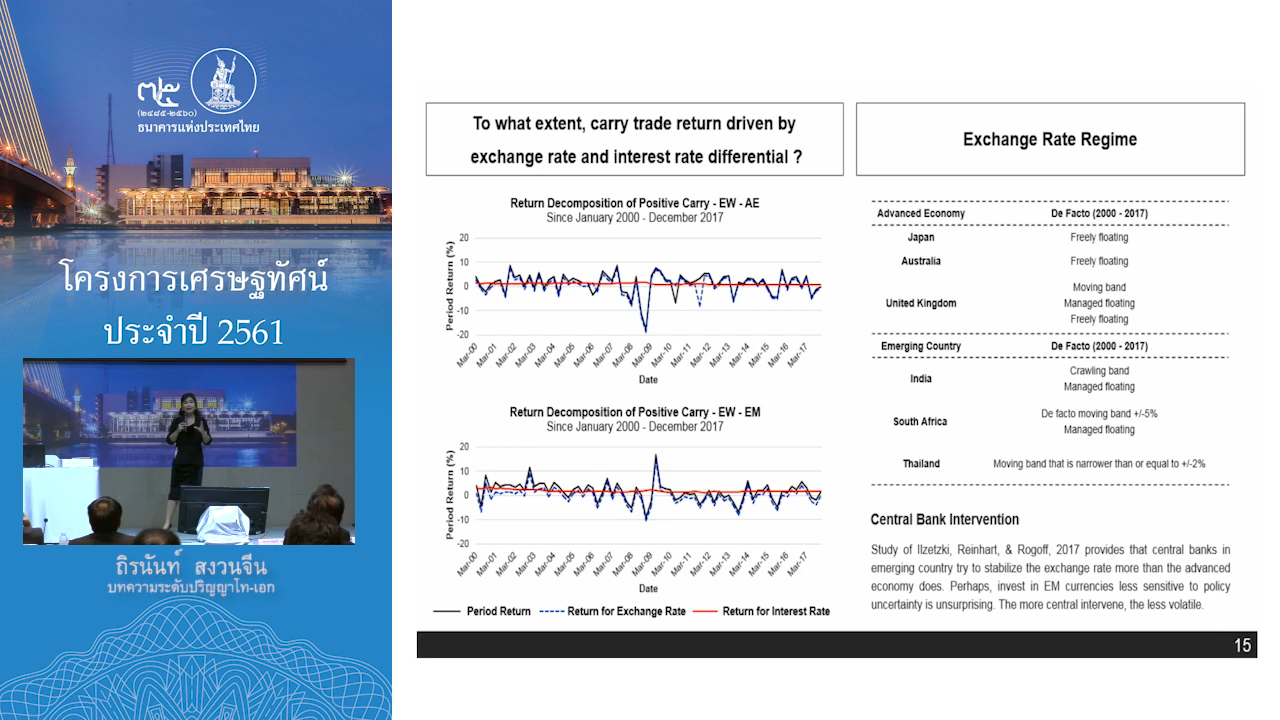 ๗๕
(๒๔๘๕-๒๕๖๐)
ธนาคารแห่งประเทศไทย
โครงการเศรษฐทัศน์
ประจำปี 2561
ถิรนันท์ สงวนจีน
บทความระดับปริญญาโท-เอก
To what extent, carry trade return driven by
exchange rate and interest rate differential ?
Return Decomposition of Positive Carry - EW - AE
Since January 2000 - December 2017
Period Return (%)
20
10
0
-10
-20
Mar-00 Mar-01 Mar-02 Mar-03 Mar-04 Mar-05 Mar-06 Mar-07 Mar-08 Mar-09 Mar-10 Mar-11 Mar-12 Mar-13 Mar-14 Mar-15 Mar-16 Mar-17
Date
Return Decomposition of Positive Carry - EW - EM
Since January 2000 - December 2017
Period Return (%)
20
10
0
-10
-20
Mar-00 Mar-01 Mar-02 Mar-03 Mar-04 Mar-05 Mar-06 Mar-07 Mar-08 Mar-09 Mar-10 Mar-11 Mar-12 Mar-13 Mar-14 Mar-15 Mar-16 Mar-17
Date
Period Return Return for Exchange Rate Return for Interest Rate
Exchange Rate Regime
Advanced Economy De Facto (2000 - 2017)
Japan Freely floating
Australia Freely floating
Moving band
United Kingdom Managed floating
Freely floating
Emerging Country De Facto (2000 - 2017)
Crawling band
India
Managed floating
De facto moving band +/-5%
South Africa
Managed floating
Thailand Moving band that is narrower than or equal to +/-2%
Central Bank Intervention
Study of Ilzetzki, Reinhart, & Rogoff, 2017 provides that central banks in
emerging country try to stabilize the exchange rate more than the advanced
economy does. Perhaps, invest in EM currencies less sensitive to policy
uncertainty is unsurprising. The more central intervene, the less volatile.
15